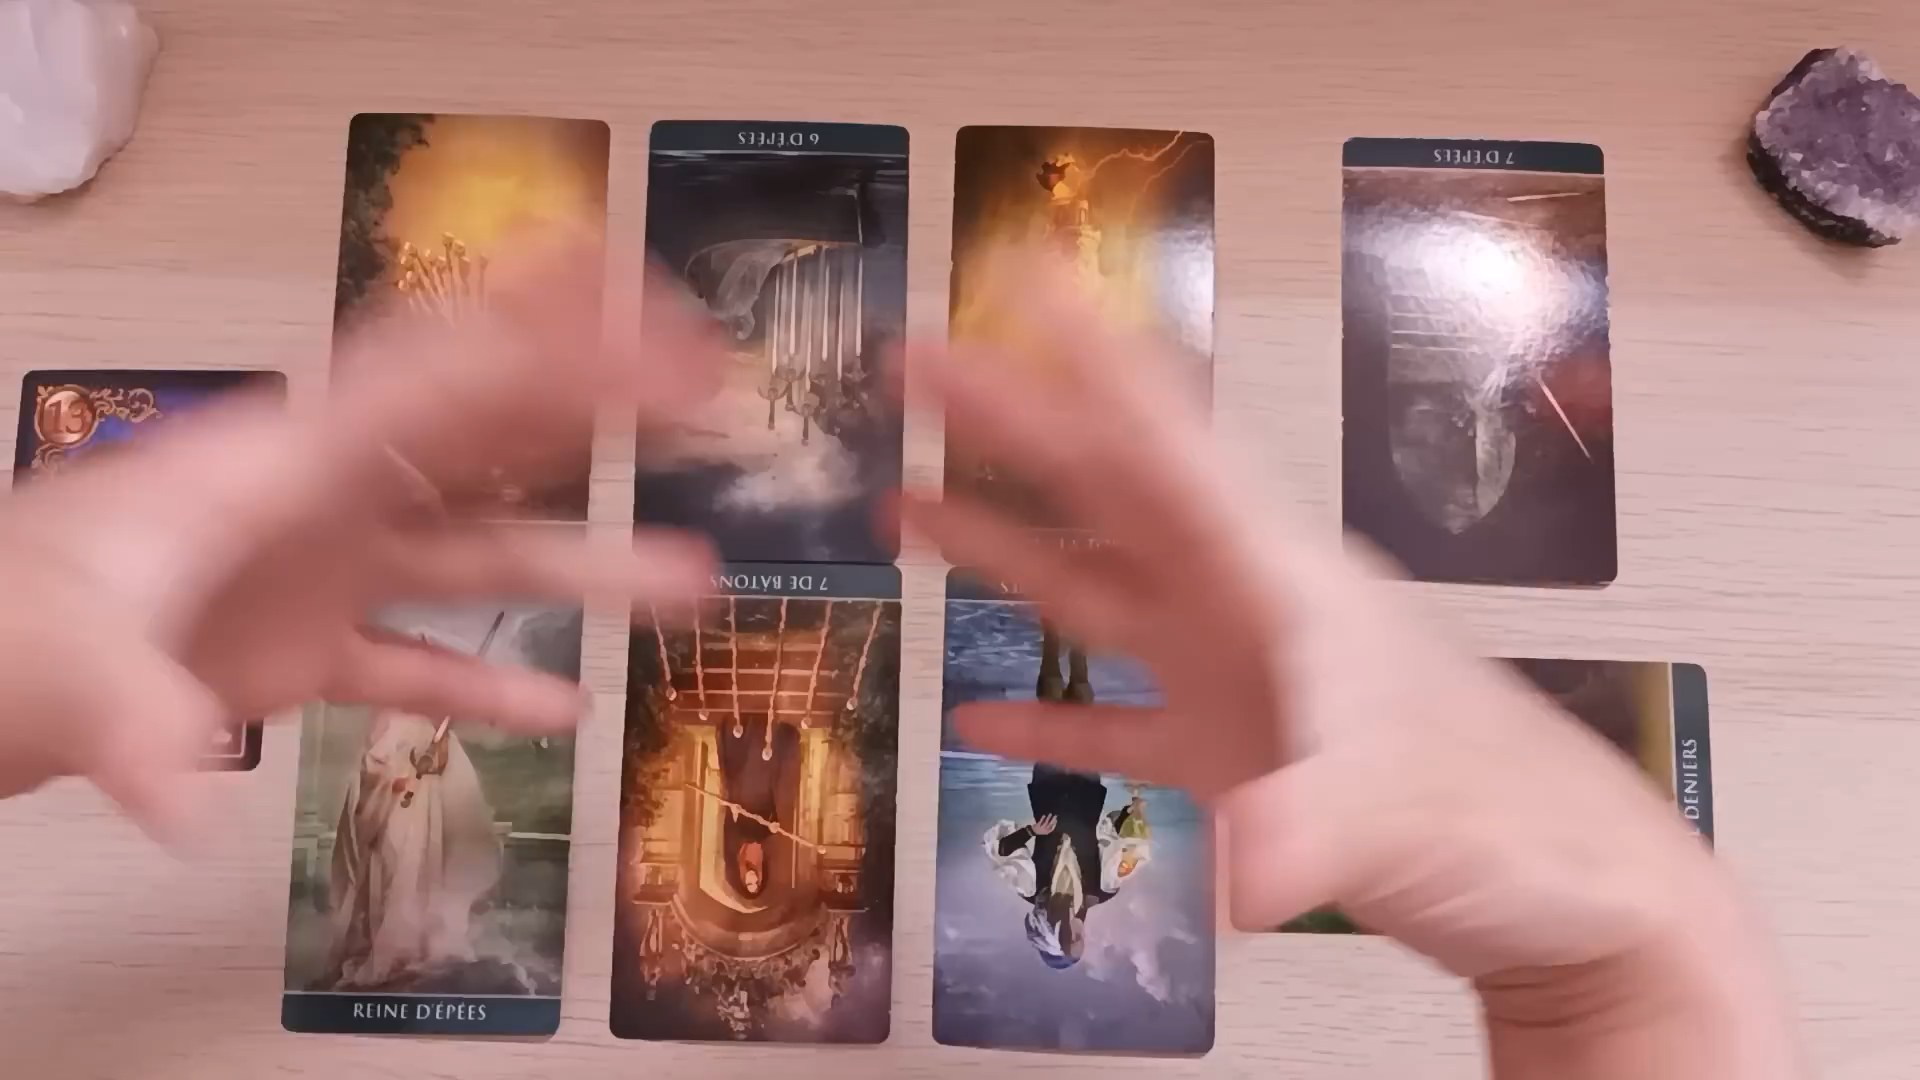 6 D'ÉPÉES
7 D'ÉPÉES
13
7 DE BÂTONS
DENIERS
REINE D'ÉPÉES